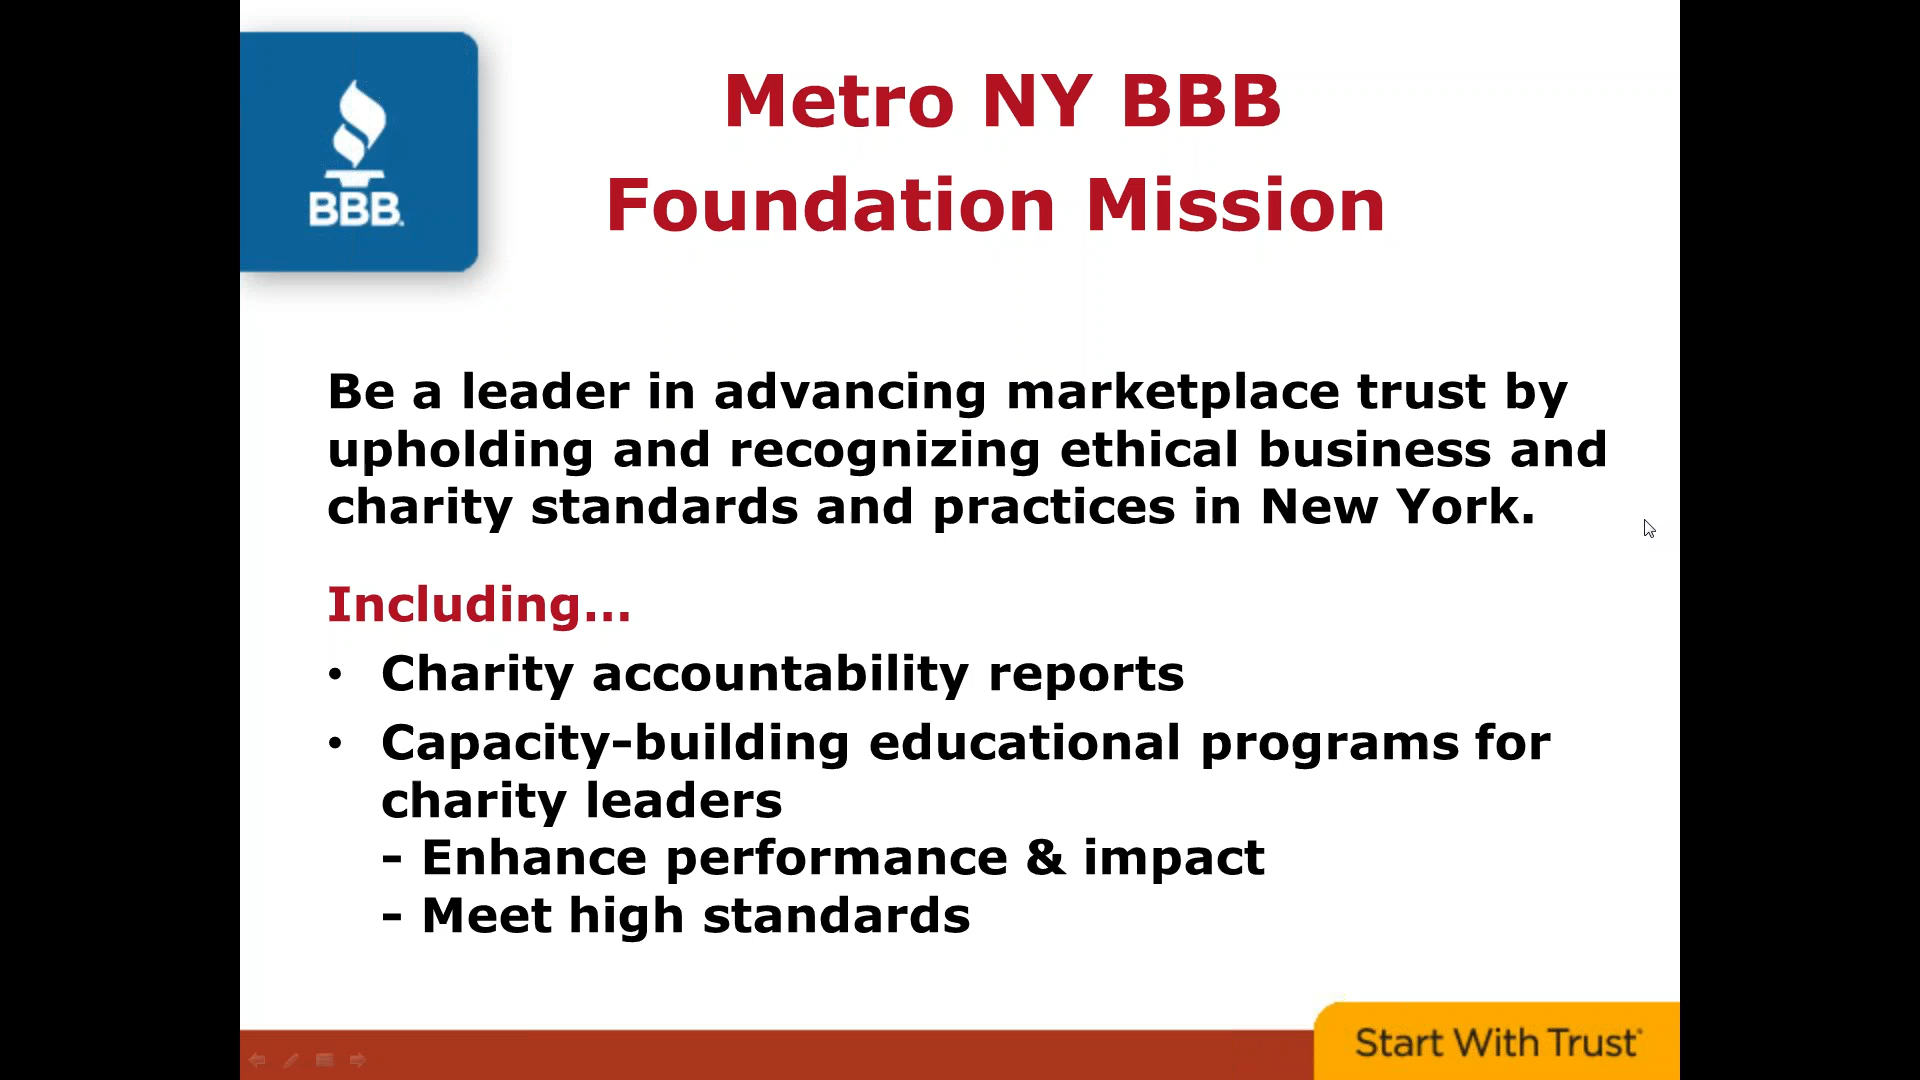 BBB.
Metro NY BBB
Foundation Mission
Be a leader in advancing marketplace trust by
upholding and recognizing ethical business and
charity standards and practices in New York.
Including...
• Charity accountability reports
• Capacity-building educational programs for
charity leaders
- Enhance performance & impact
- Meet high standards
Start With Trust®